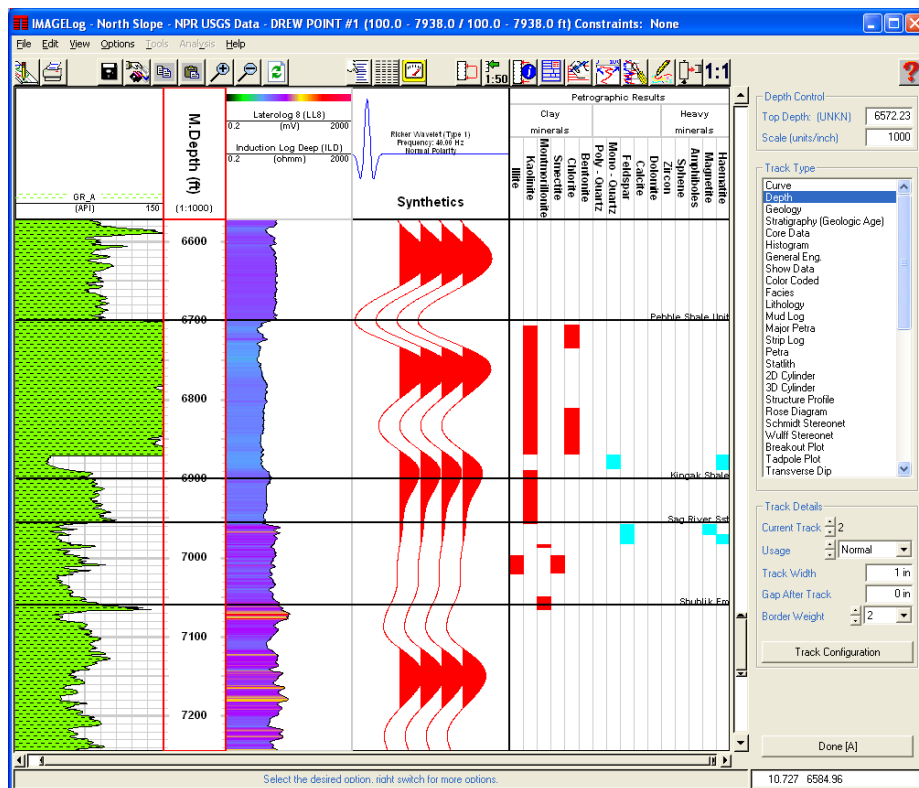 IMAGELog - North Slope - NPR USGS Data - DREW POINT #1 (100.0 - 7938.0 / 100.0 - 7938.0 ft) Constraints: None
File Edit View Options Tools Analysis Help
1:50
1:1
?
GR_A
(API) 150
M.Depth (ft)
(1:1000)
Laterolog 8 (LL8)
0.2 (mV) 2000
Induction Log Deep (ILD)
0.2 (ohmm) 2000
Ricker Wavelet (Type 1)
Frequency: 40.00 Hz
Normal Polarity
Synthetics
Petrographic Results
Clay minerals
Heavy minerals
Illite
Kaolinite
Montmorillonite
Smectite
Chlorite
Bentonite
Poly - Quartz
Mono - Quartz
Feldspar
Calcite
Dolomite
Zircon
Sphene
Amphiboles
Magnetite
Haematite
6600
6700
6800
6900
7000
7100
7200
Pebble Shale Unit
Kingak Shale
Sag River Sst
Shublik Fm
Depth Control
Top Depth: (UNKN) 6572.23
Scale (units/inch) 1000
Track Type
Curve
Depth
Geology
Stratigraphy (Geologic Age)
Core Data
Histogram
General Eng.
Show Data
Color Coded
Facies
Lithology
Mud Log
Major Petra
Strip Log
Petra
Statlith
2D Cylinder
3D Cylinder
Structure Profile
Rose Diagram
Schmidt Stereonet
Wulff Stereonet
Breakout Plot
Tadpole Plot
Transverse Dip
Track Details
Current Track 2
Usage Normal
Track Width 1 in
Gap After Track 0 in
Border Weight 2
Track Configuration
Done [A]
Select the desired option, right switch for more options.
10.727 6584.96